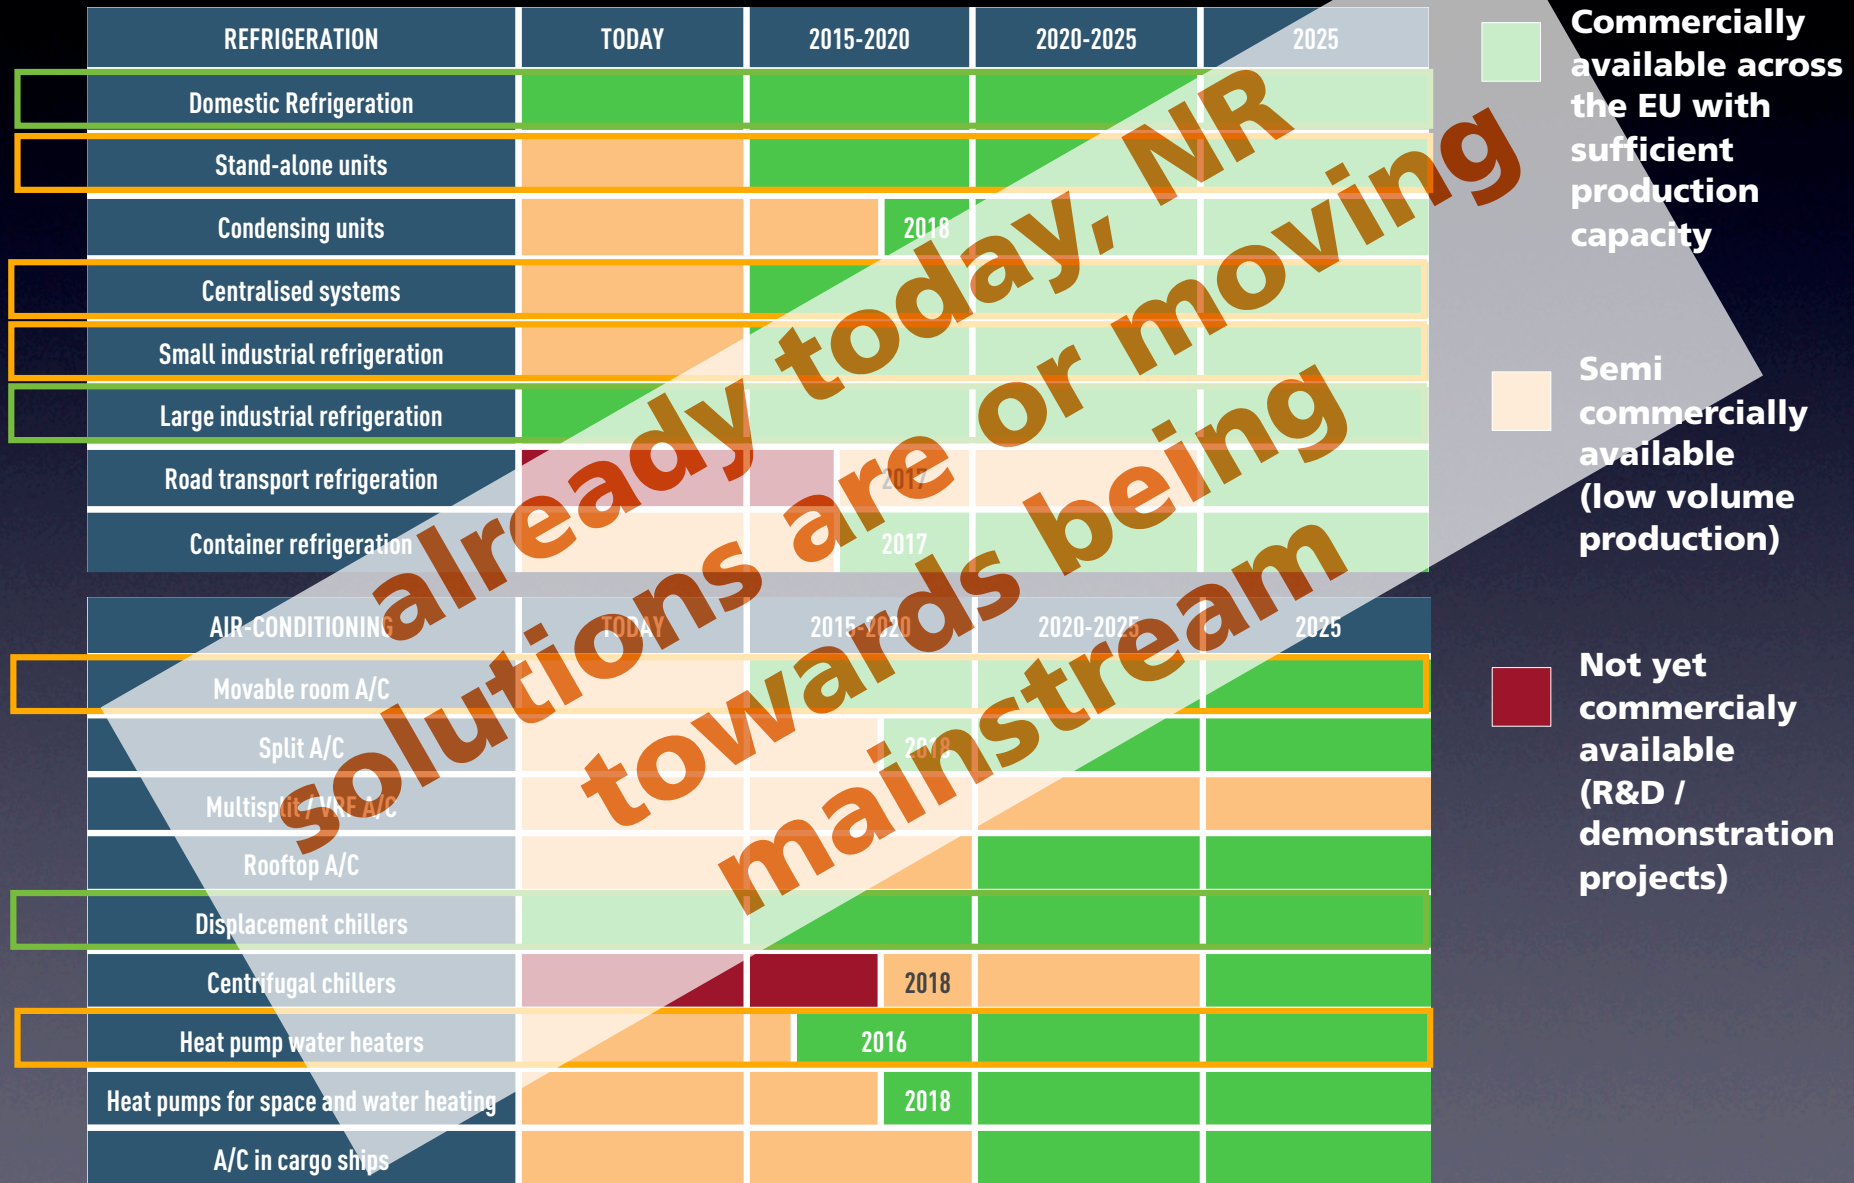 REFRIGERATION TODAY 2015-2020 2020-2025 2025
Domestic Refrigeration
Stand-alone units
Condensing units 2018
Centralised systems
Small industrial refrigeration
Large industrial refrigeration
Road transport refrigeration 2017
Container refrigeration 2017
AIR-CONDITIONING TODAY 2015-2020 2020-2025 2025
Movable room A/C
Split A/C 2018
Multisplit / VRF A/C
Rooftop A/C
Displacement chillers
Centrifugal chillers 2018
Heat pump water heaters 2016
Heat pumps for space and water heating 2018
A/C in cargo ships
already today, NR
solutions are or moving
towards being
mainstream
Commercially
available across
the EU with
sufficient
production
capacity
Semi
commercially
available
(low volume
production)
Not yet
commercialy
available
(R&D /
demonstration
projects)